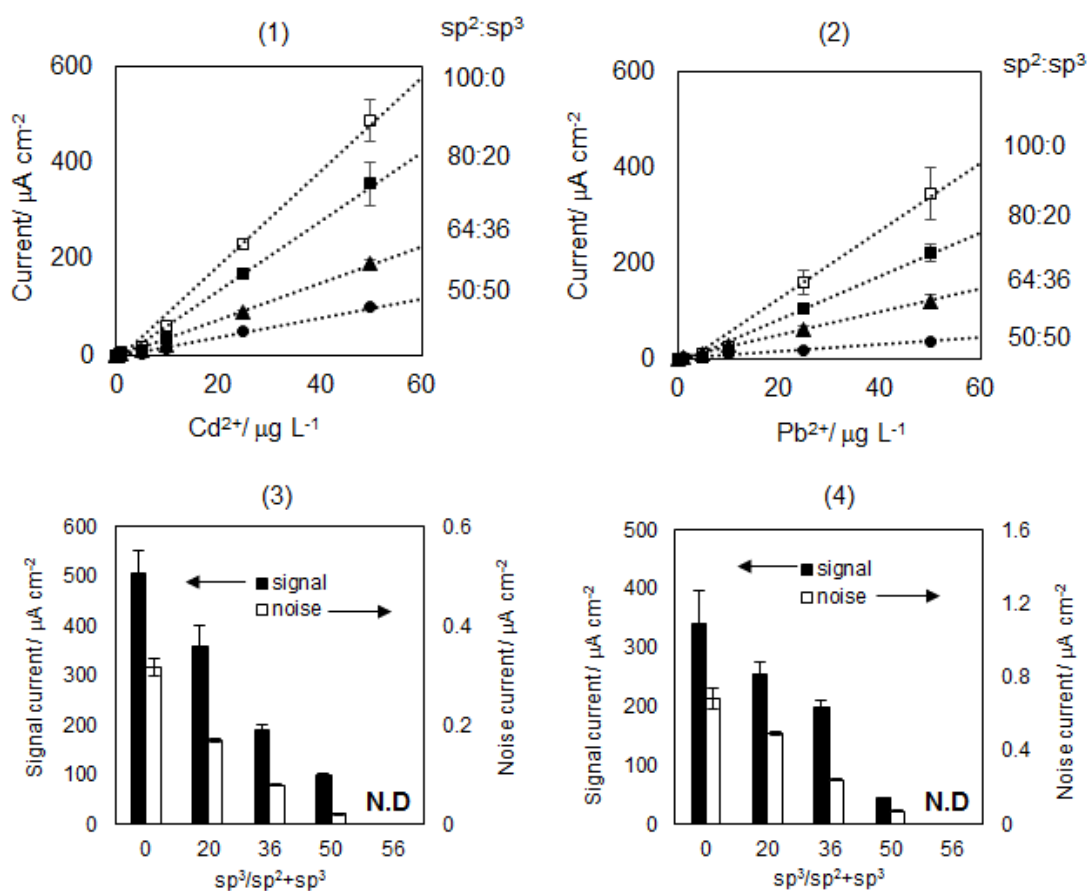 (1)
sp²:sp³
600
400
200
0
Current/ μA cm⁻²
100:0
80:20
64:36
50:50
0 20 40 60
Cd²⁺/ μg L⁻¹
(2)
sp²:sp³
600
400
200
0
Current/ μA cm⁻²
100:0
80:20
64:36
50:50
0 20 40 60
Pb²⁺/ μg L⁻¹
(3)
600
500
400
300
200
100
0
Signal current / μA cm⁻²
signal
noise
N.D
0.6
0.4
0.2
0
Noise current/ μA cm⁻²
0 20 36 50 56
sp³/sp²+sp³
(4)
500
400
300
200
100
0
Signal current / μA cm⁻²
signal
noise
N.D
1.6
1.2
0.8
0.4
0
Noise current/ μA cm⁻²
0 20 36 50 56
sp³/sp²+sp³